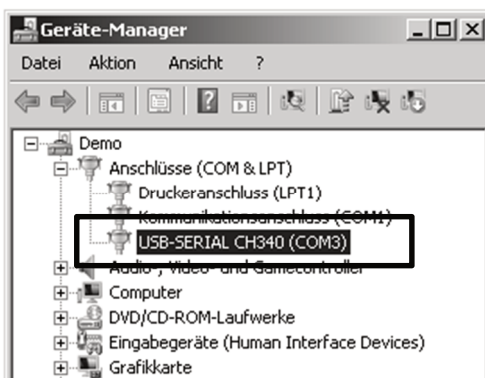 Geräte-Manager
Datei Aktion Ansicht ?
Demo
Anschlüsse (COM & LPT)
Druckeranschluss (LPT1)
Kommunikationsanschluss (COM1)
USB-SERIAL CH340 (COM3)
Audio-, Video- und Gamecontroller
Computer
DVD/CD-ROM-Laufwerke
Eingabegeräte (Human Interface Devices)
Grafikkarte